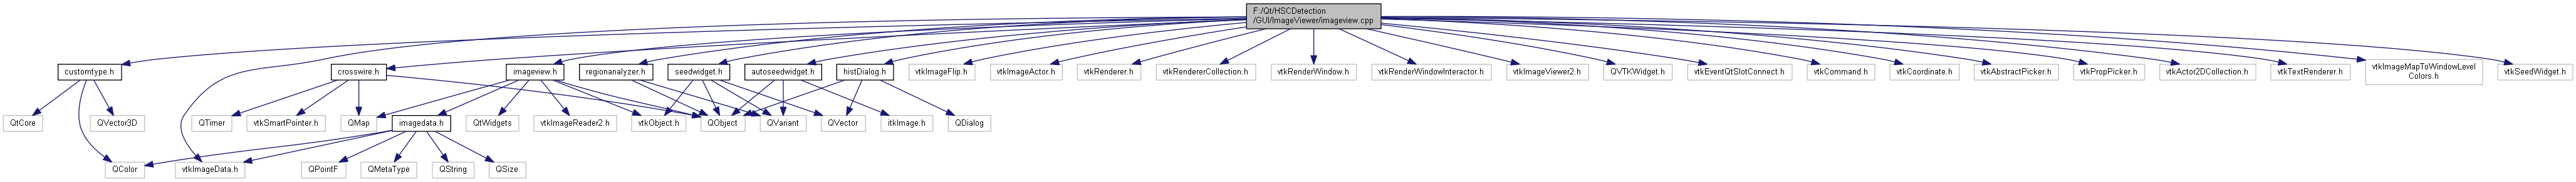 F:/Qt/HSCDetection
/GUI/ImageViewer/imageview.cpp
customtype.h
crosswire.h
imageview.h
regionanalyzer.h
seedwidget.h
autoseedwidget.h
histDialog.h
vtkImageFlip.h
vtkImageActor.h
vtkRenderer.h
vtkRendererCollection.h
vtkRenderWindow.h
vtkRenderWindowInteractor.h
vtkImageViewer2.h
QVTKWidget.h
vtkEventQtSlotConnect.h
vtkCommand.h
vtkCoordinate.h
vtkAbstractPicker.h
vtkPropPicker.h
vtkActor2DCollection.h
vtkTextRenderer.h
vtkImageMapToWindowLevel
Colors.h
vtkSeedWidget.h
QtCore
QVector3D
QTimer
vtkSmartPointer.h
QMap
imagedata.h
QtWidgets
vtkImageReader2.h
vtkObject.h
QObject
QVariant
QVector
itkImage.h
QDialog
QColor
vtkImageData.h
QPointF
QMetaType
QString
QSize